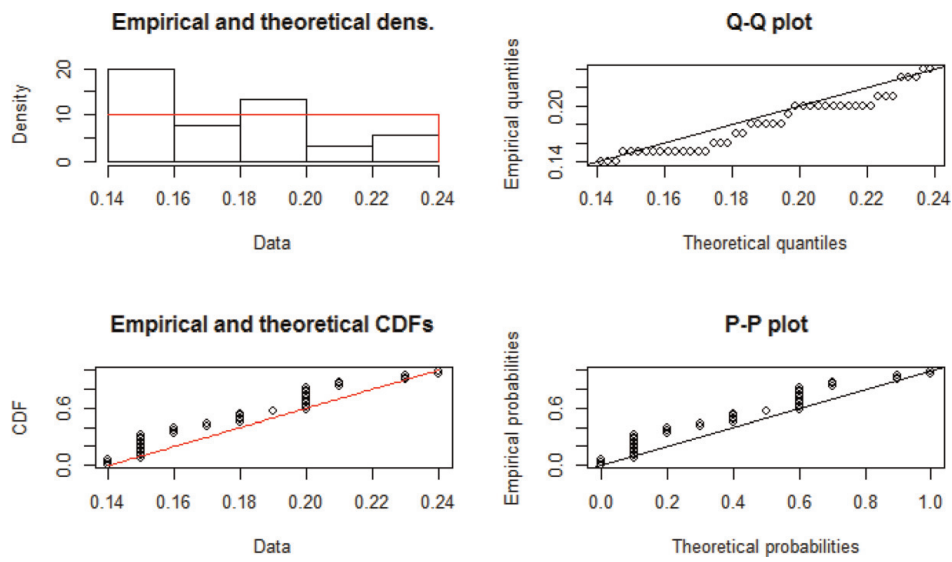 Empirical and theoretical dens.
Density
0 10 20
0.14 0.16 0.18 0.20 0.22 0.24
Data
Q-Q plot
Empirical quantiles
0.14 0.20
0.14 0.16 0.18 0.20 0.22 0.24
Theoretical quantiles
Empirical and theoretical CDFs
CDF
0.0 0.6
0.14 0.16 0.18 0.20 0.22 0.24
Data
P-P plot
Empirical probabilities
0.0 0.6
0.0 0.2 0.4 0.6 0.8 1.0
Theoretical probabilities